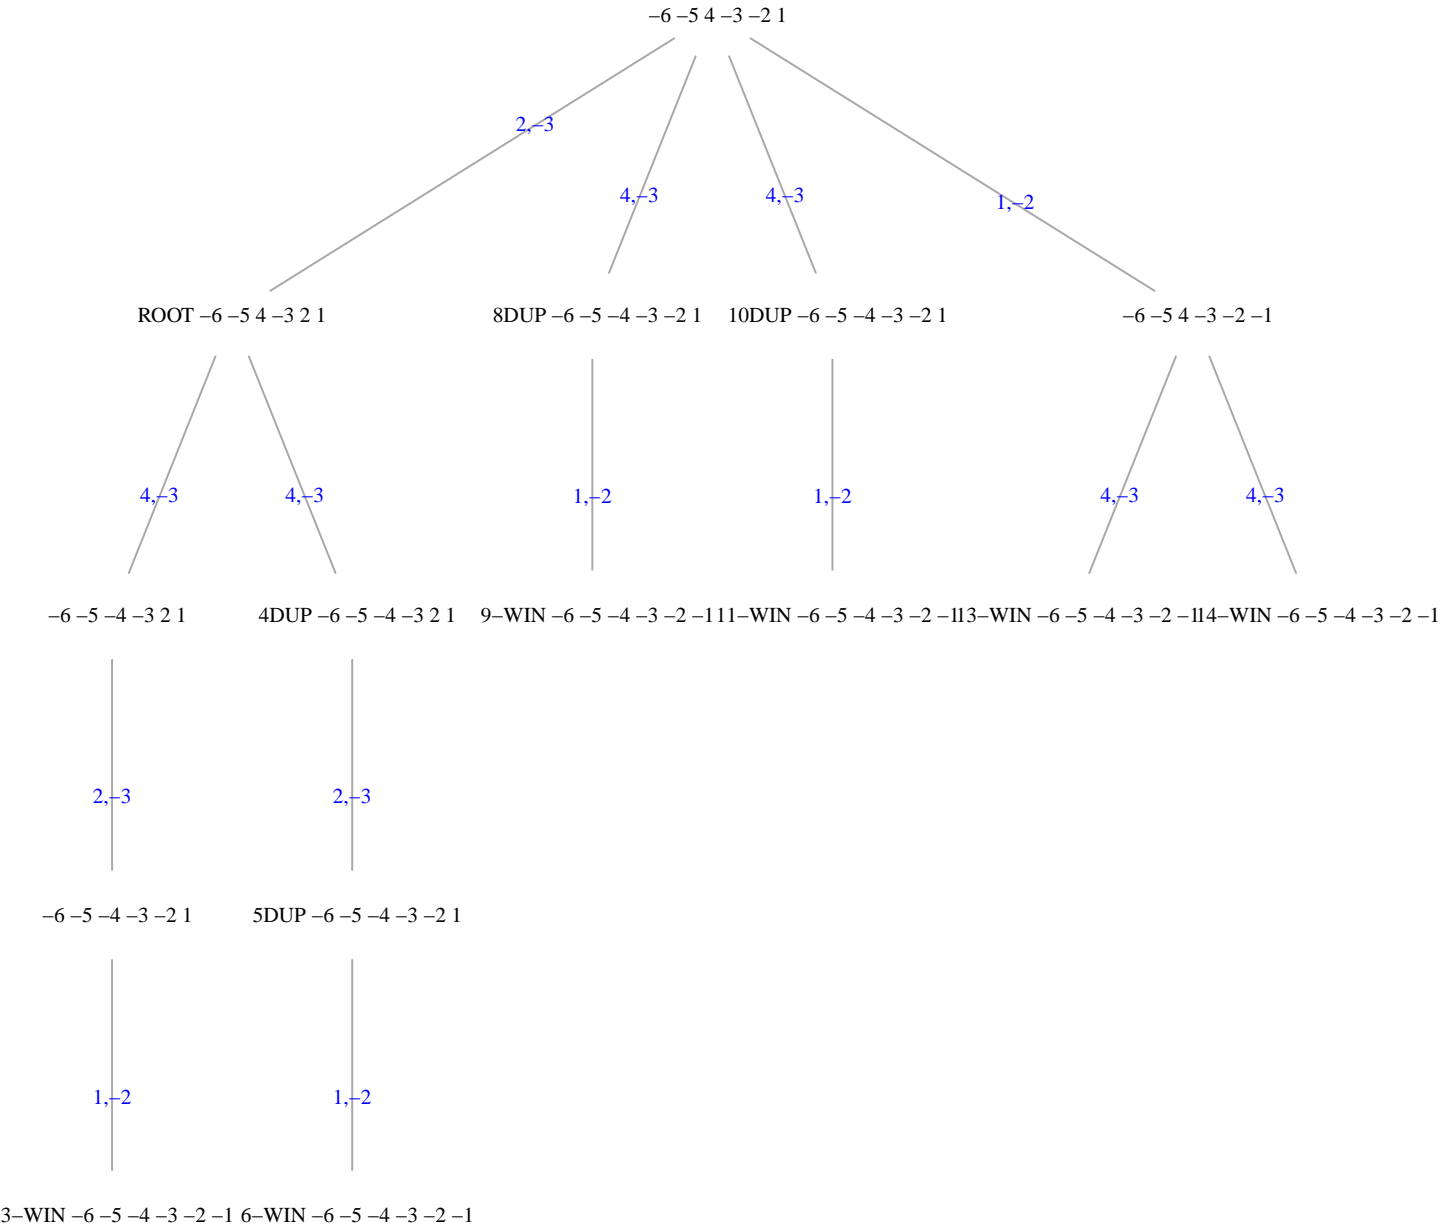 –6 –5 4 –3 –2 1
2,–3
4,–3
4,–3
1,–2
ROOT –6 –5 4 –3 2 1
8DUP –6 –5 –4 –3 –2 1
10DUP –6 –5 –4 –3 –2 1
–6 –5 4 –3 –2 –1
4,–3
4,–3
1,–2
1,–2
4,–3
4,–3
–6 –5 –4 –3 2 1
4DUP –6 –5 –4 –3 2 1
9–WIN –6 –5 –4 –3 –2 –1
11–WIN –6 –5 –4 –3 –2 –1
13–WIN –6 –5 –4 –3 –2 –1
14–WIN –6 –5 –4 –3 –2 –1
2,–3
2,–3
–6 –5 –4 –3 –2 1
5DUP –6 –5 –4 –3 –2 1
1,–2
1,–2
3–WIN –6 –5 –4 –3 –2 –1
6–WIN –6 –5 –4 –3 –2 –1